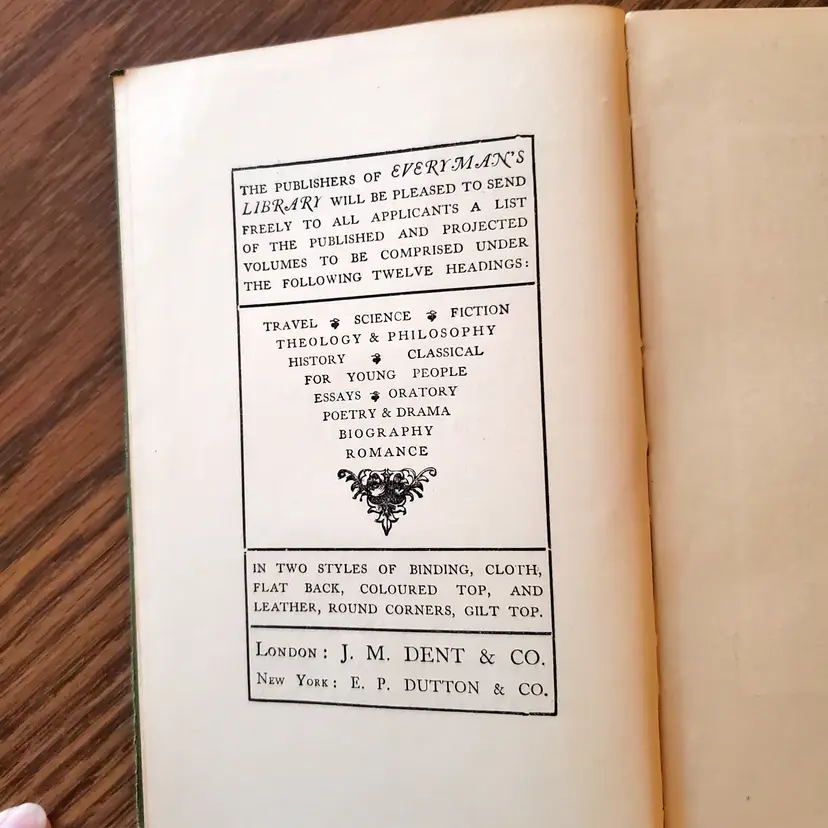 THE PUBLISHERS OF EVERYMAN'S
LIBRARY WILL BE PLEASED TO SEND
FREELY TO ALL APPLICANTS A LIST
OF THE PUBLISHED AND PROJECTED
VOLUMES TO BE COMPRISED UNDER
THE FOLLOWING TWELVE HEADINGS:
TRAVEL SCIENCE FICTION
THEOLOGY & PHILOSOPHY
HISTORY CLASSICAL
FOR YOUNG PEOPLE
ESSAYS ORATORY
POETRY & DRAMA
BIOGRAPHY
ROMANCE
IN TWO STYLES OF BINDING, CLOTH,
FLAT BACK, COLOURED TOP, AND
LEATHER, ROUND CORNERS, GILT TOP.
LONDON: J. M. DENT & CO.
NEW YORK: E. P. DUTTON & CO.